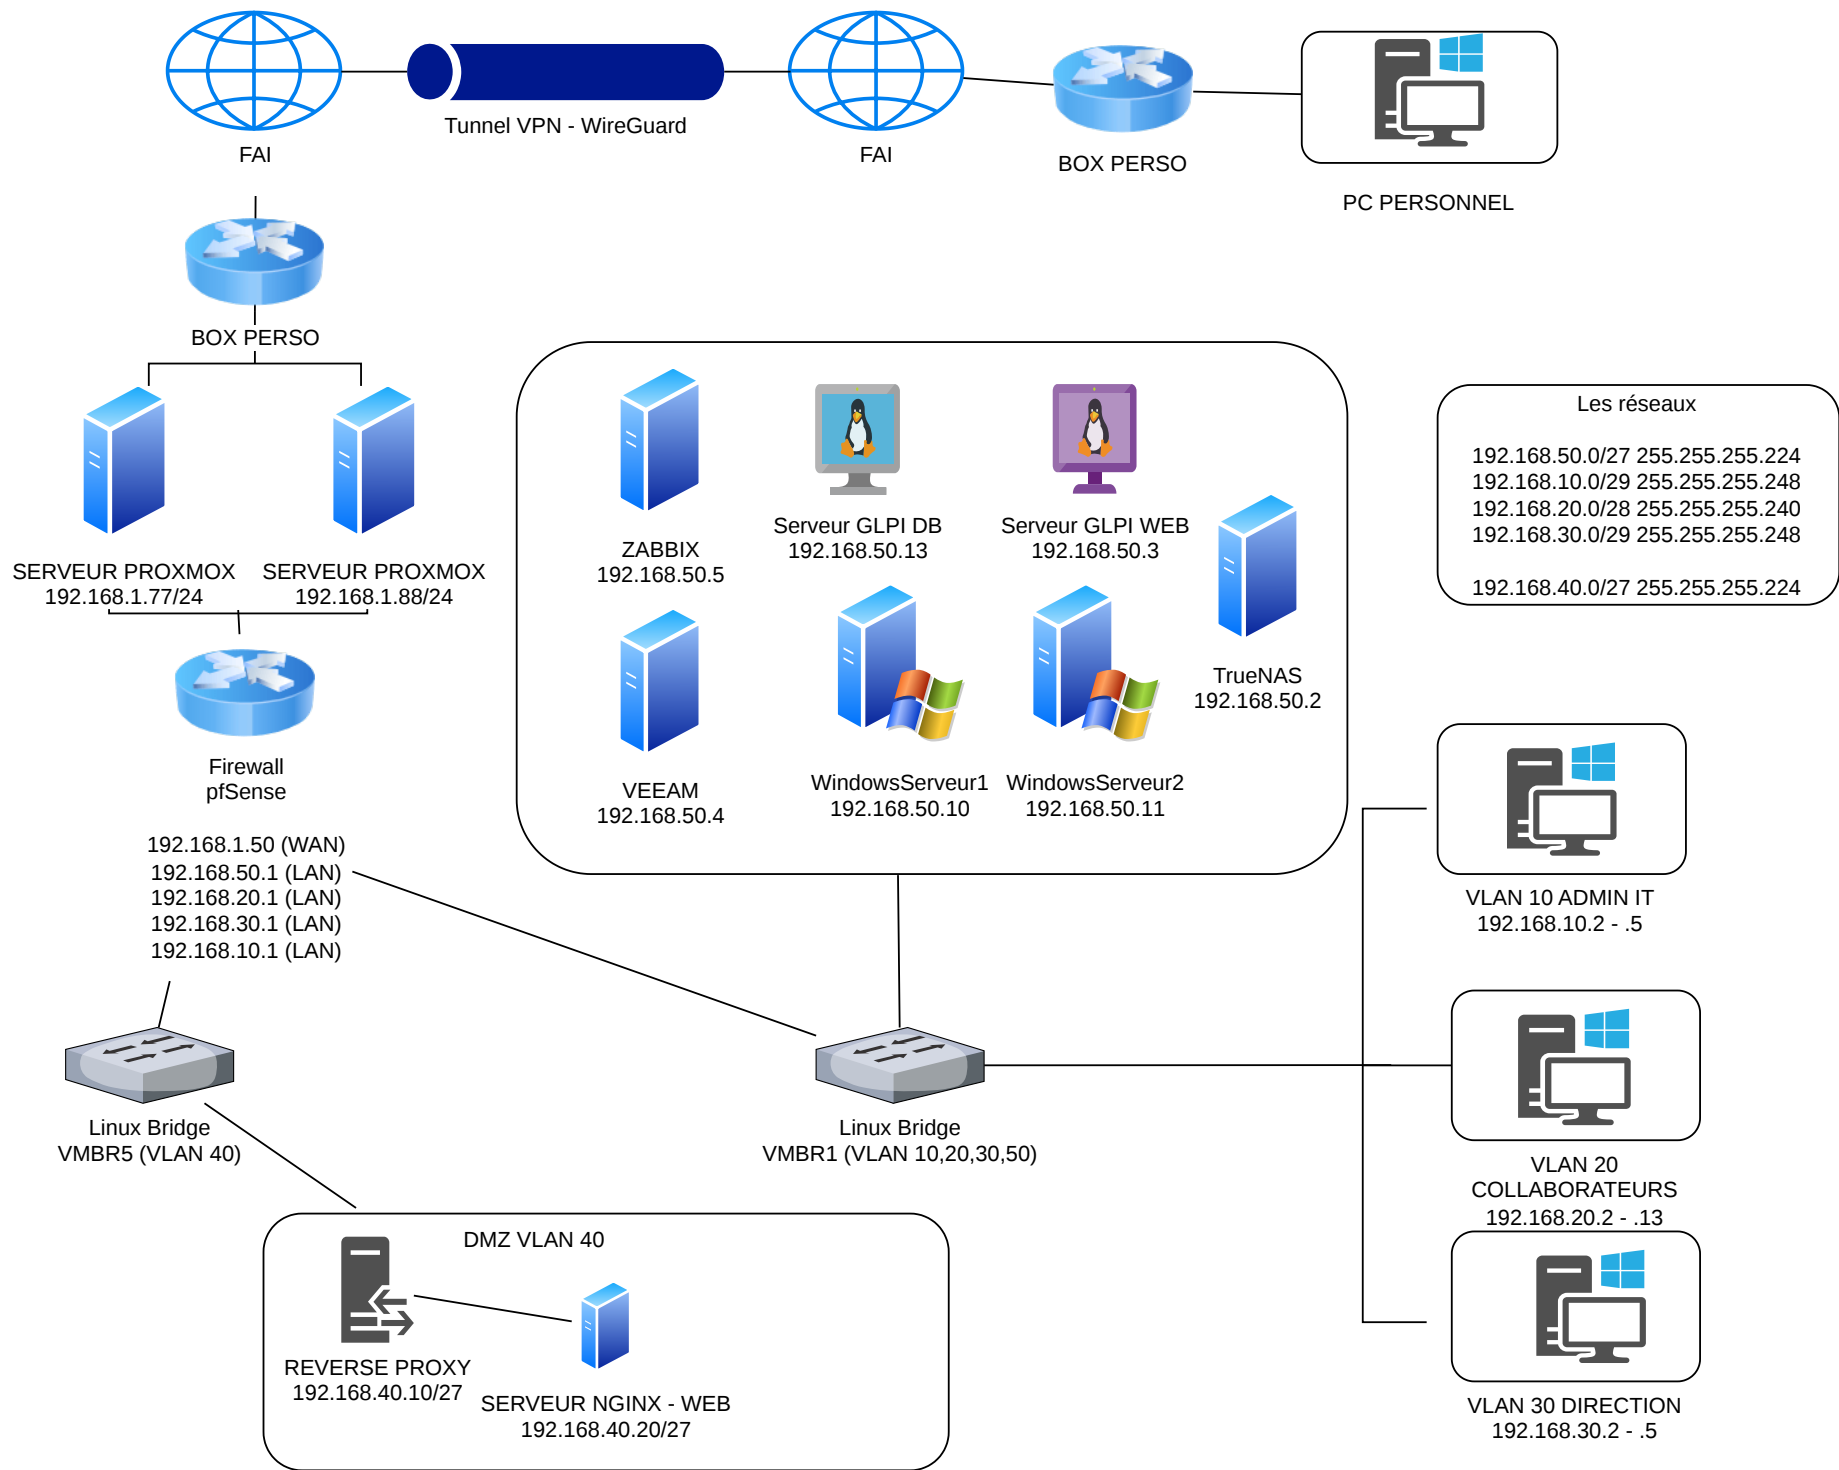 Tunnel VPN - WireGuard
FAI
FAI
BOX PERSO
PC PERSONNEL
BOX PERSO
SERVEUR PROXMOX
192.168.1.77/24
SERVEUR PROXMOX
192.168.1.88/24
Firewall
pfSense
192.168.1.50 (WAN)
192.168.50.1 (LAN)
192.168.20.1 (LAN)
192.168.30.1 (LAN)
192.168.10.1 (LAN)
ZABBIX
192.168.50.5
Serveur GLPI DB
192.168.50.13
Serveur GLPI WEB
192.168.50.3
TrueNAS
192.168.50.2
VEEAM
192.168.50.4
WindowsServeur1
192.168.50.10
WindowsServeur2
192.168.50.11
Les réseaux
192.168.50.0/27 255.255.255.224
192.168.10.0/29 255.255.255.248
192.168.20.0/28 255.255.255.240
192.168.30.0/29 255.255.255.248
192.168.40.0/27 255.255.255.224
VLAN 10 ADMIN IT
192.168.10.2 - .5
VLAN 20
COLLABORATEURS
192.168.20.2 - .13
VLAN 30 DIRECTION
192.168.30.2 - .5
Linux Bridge
VMBR5 (VLAN 40)
Linux Bridge
VMBR1 (VLAN 10,20,30,50)
DMZ VLAN 40
REVERSE PROXY
192.168.40.10/27
SERVEUR NGINX - WEB
192.168.40.20/27